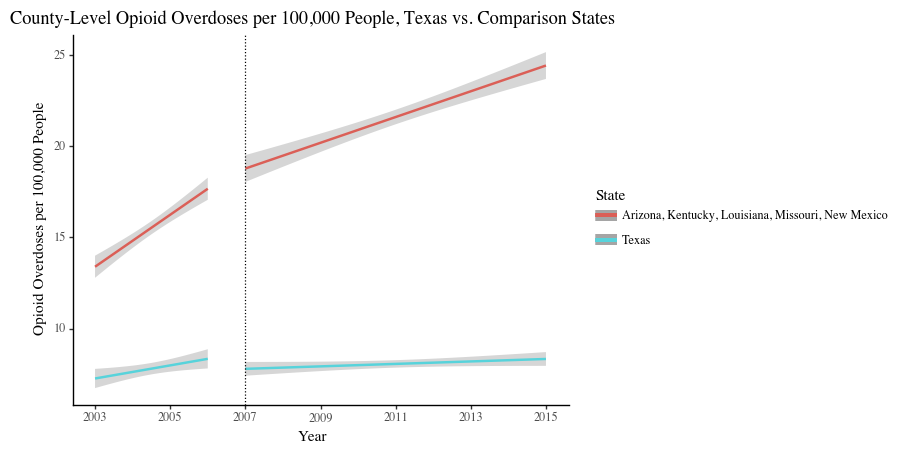 County-Level Opioid Overdoses per 100,000 People, Texas vs. Comparison States
Opioid Overdoses per 100,000 People
25
20
15
10
2003 2005 2007 2009 2011 2013 2015
Year
State
Arizona, Kentucky, Louisiana, Missouri, New Mexico
Texas